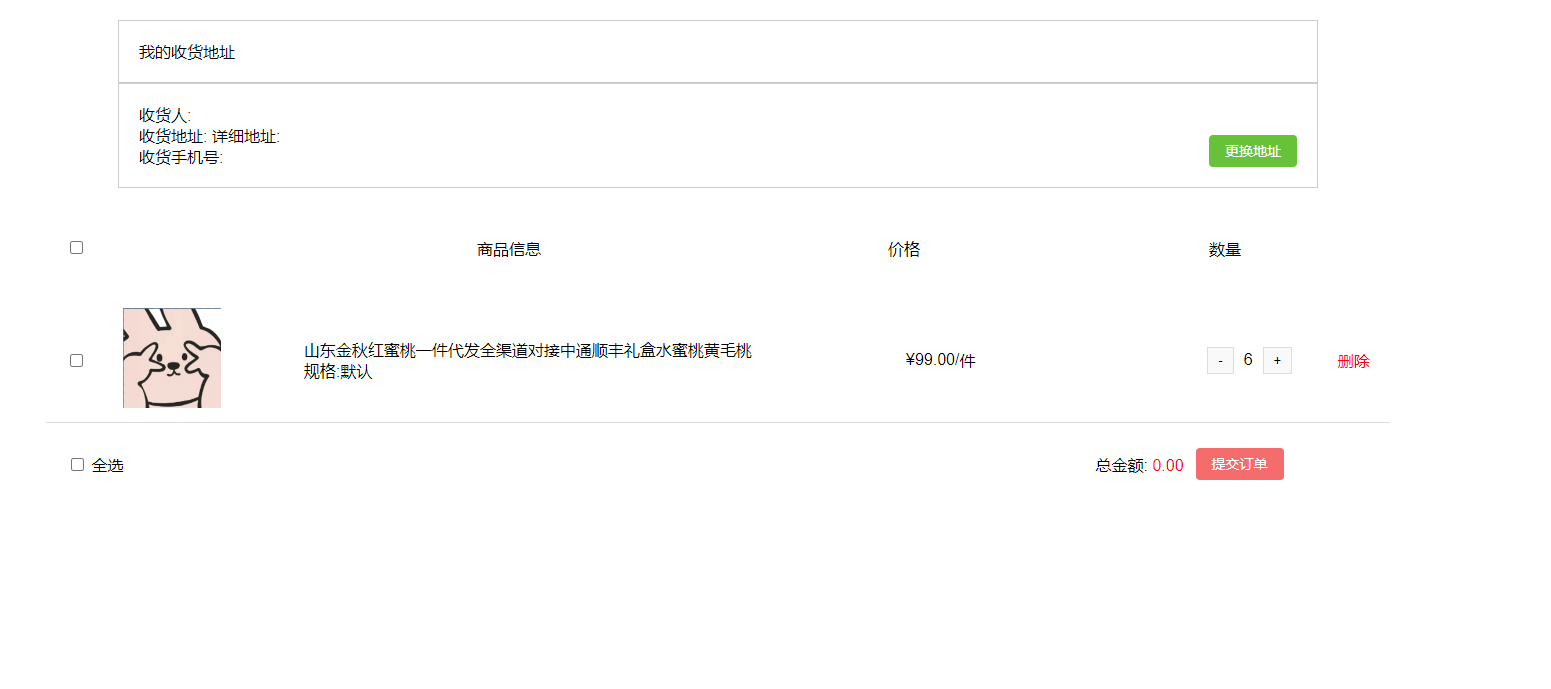 我的收货地址
收货人:
收货地址: 详细地址:
收货手机号:
更换地址
商品信息 价格 数量
山东金秋红蜜桃一件代发全渠道对接中通顺丰礼盒水蜜桃黄毛桃
规格:默认
¥99.00/件
- 6 +
删除
全选
总金额: 0.00 提交订单